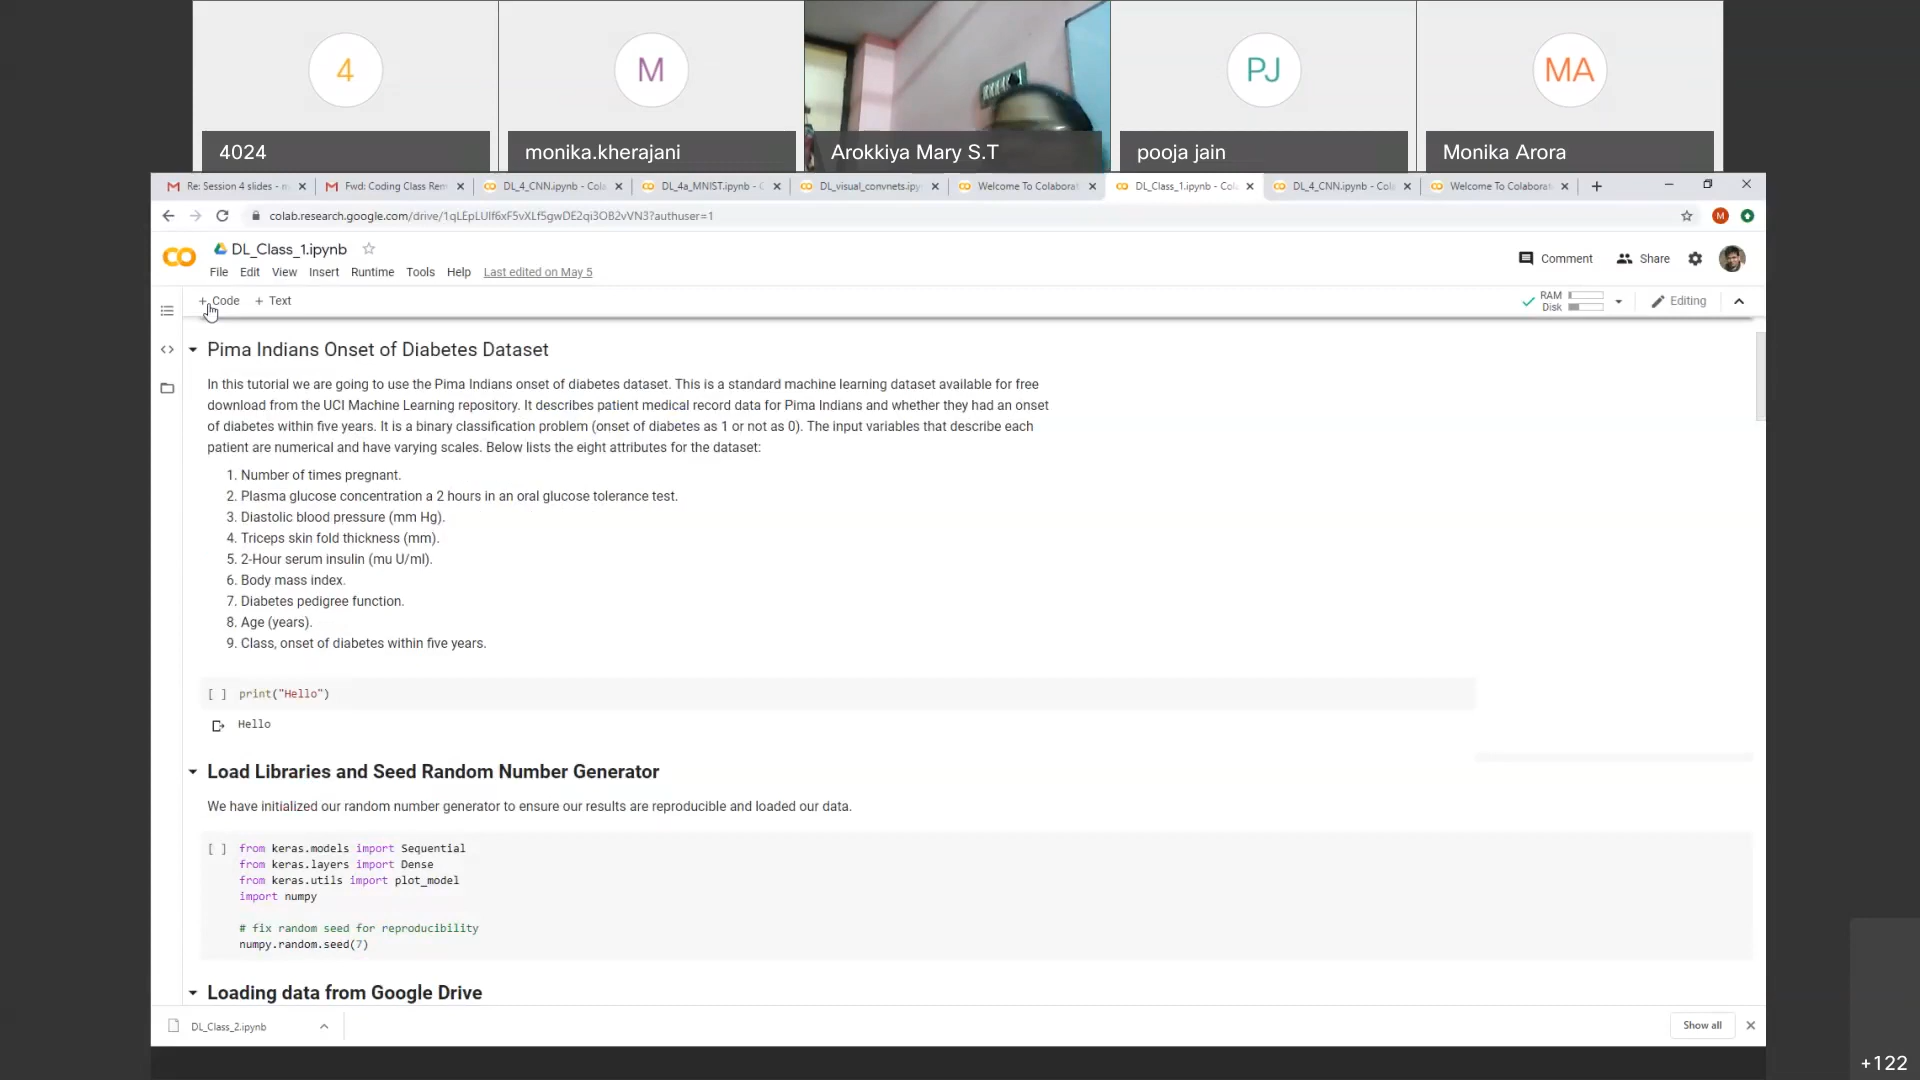 4
M
PJ
MA
4024
monika.kherajani
Arokkiya Mary S.T
pooja jain
Monika Arora
Re: Session 4 slides -
Fwd: Coding Class Rem
DL_4_CNN.ipynb - Cola
DL_4a_MNIST.ipynb - C
DL_visual_convnets.ipy
Welcome To Colaborat
DL_Class_1.ipynb - Col
DL_4_CNN.ipynb - Col
Welcome To Colaborat
colab.research.google.com/drive/1qLEpLUlf6xF5vXLf5gwDE2qi3OB2vVN3?authuser=1
M
CO
DL_Class_1.ipynb
File Edit View Insert Runtime Tools Help Last edited on May 5
Comment
Share
+ Code + Text
RAM
Disk
Editing
Pima Indians Onset of Diabetes Dataset
In this tutorial we are going to use the Pima Indians onset of diabetes dataset. This is a standard machine learning dataset available for free
download from the UCI Machine Learning repository. It describes patient medical record data for Pima Indians and whether they had an onset
of diabetes within five years. It is a binary classification problem (onset of diabetes as 1 or not as 0). The input variables that describe each
patient are numerical and have varying scales. Below lists the eight attributes for the dataset:
1. Number of times pregnant.
2. Plasma glucose concentration a 2 hours in an oral glucose tolerance test.
3. Diastolic blood pressure (mm Hg).
4. Triceps skin fold thickness (mm).
5. 2-Hour serum insulin (mu U/ml).
6. Body mass index.
7. Diabetes pedigree function.
8. Age (years).
9. Class, onset of diabetes within five years.
[ ] print("Hello")
Hello
Load Libraries and Seed Random Number Generator
We have initialized our random number generator to ensure our results are reproducible and loaded our data.
[ ] from keras.models import Sequential
from keras.layers import Dense
from keras.utils import plot_model
import numpy
# fix random seed for reproducibility
numpy.random.seed(7)
Loading data from Google Drive
DL_Class_2.ipynb
Show all
+122